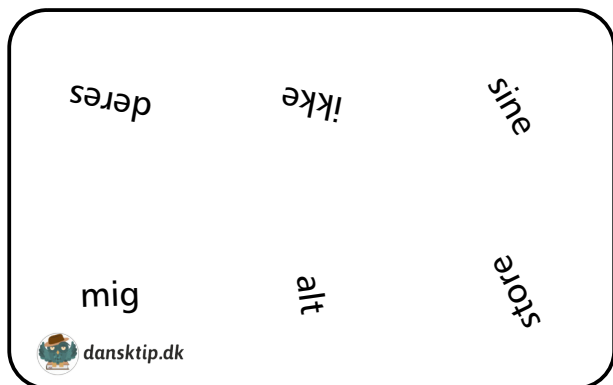 deres ikke sine
mig alt store
dansktip.dk